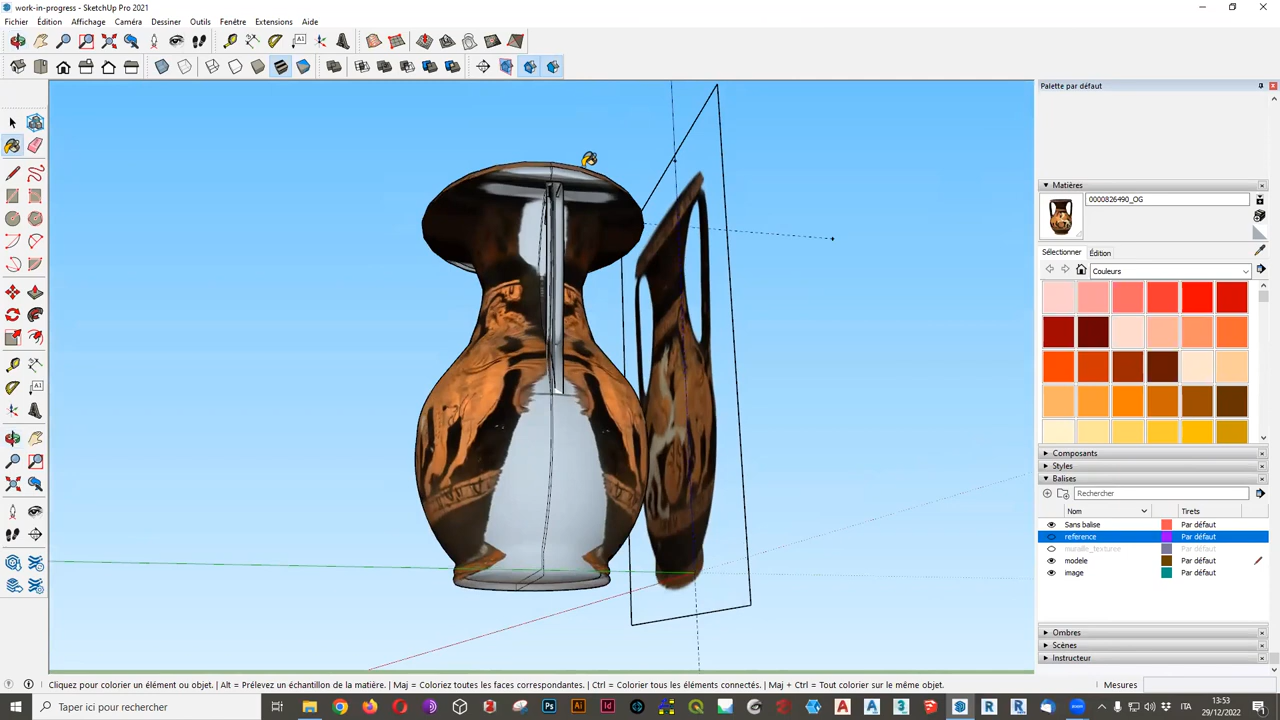 work-in-progress - SketchUp Pro 2021
Fichier Édition Affichage Caméra Dessiner Outils Fenêtre Extensions Aide
Palette par défaut
Matières
0000826490_OG
Sélectionner Édition
Couleurs
Composants
Styles
Balises
Rechercher
Nom Tirets
Sans balise Par défaut
reference Par défaut
muraille_texturee Par défaut
modele Par défaut
image Par défaut
Ombres
Scènes
Instructeur
Cliquez pour colorier un élément ou objet. | Alt = Prélevez un échantillon de la matière. | Maj = Coloriez toutes les faces correspondantes. | Ctrl = Colorier tous les éléments connectés. | Maj + Ctrl = Tout colorier sur le même objet. Mesures
Taper ici pour rechercher
ITA
13:53
29/12/2022